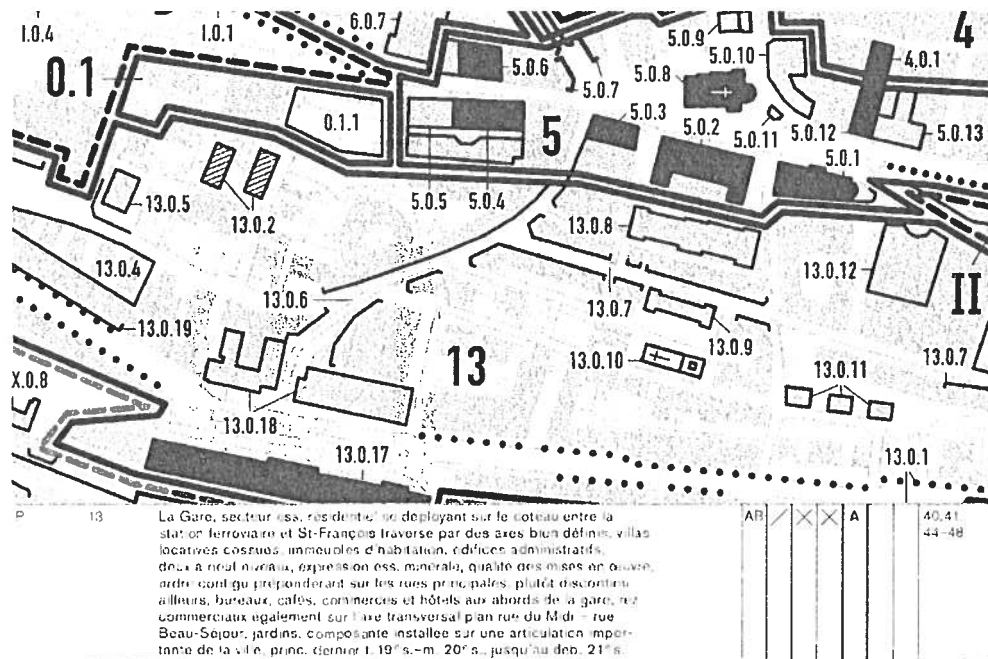 I.0.4
I.0.1
6.0.7
5.0.9
4
5.0.10
4.0.1
0.1
5.0.6
5.0.7
5.0.8
0.1.1
5
5.0.3
5.0.2
5.0.11
5.0.12
5.0.13
5.0.1
13.0.5
13.0.2
5.0.5
5.0.4
13.0.8
13.0.4
13.0.12
II
13.0.6
13.0.7
13.0.19
13.0.9
13.0.7
13
13.0.10
13.0.11
X.0.8
13.0.18
13.0.17
13.0.1
P 13 La Gare, secteur ess. résidentiel se déployant sur le coteau entre la AB / X X A 40,41
station ferroviaire et St-François traversé par des axes bien définis, villas 44-48
locatives cossues, immeubles d'habitation, édifices administratifs,
deux à neuf niveaux, expression ess. minérale, qualité des mises en œuvre,
ordre contigu prépondérant sur les rues principales, plutôt discontinu
ailleurs, bureaux, cafés, commerces et hôtels aux abords de la gare, rez
commerciaux également sur l'axe transversal plan rue du Midi – rue
Beau-Séjour, jardins, composante installée sur une articulation impor-
tante de la ville, princ. dernier t. 19e s.-m. 20e s., jusqu'au déb. 21e s.